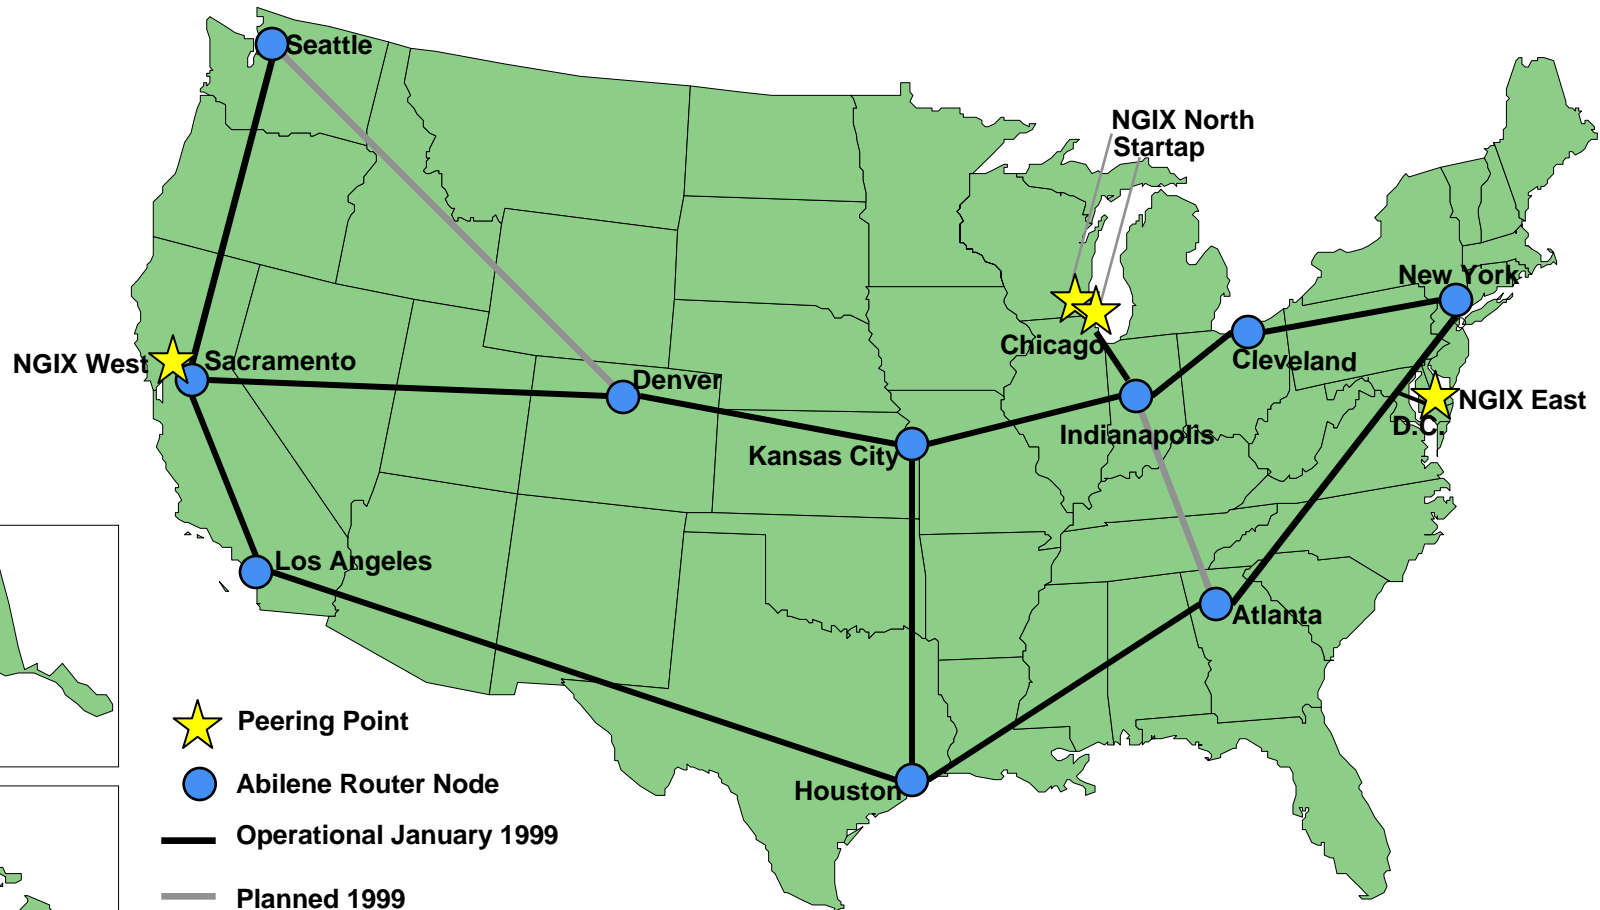 Seattle
NGIX North
Startap
New York
Chicago
Cleveland
NGIX West
Sacramento
Denver
NGIX East
D.C.
Indianapolis
Kansas City
Los Angeles
Atlanta
Houston
Peering Point
Abilene Router Node
Operational January 1999
Planned 1999